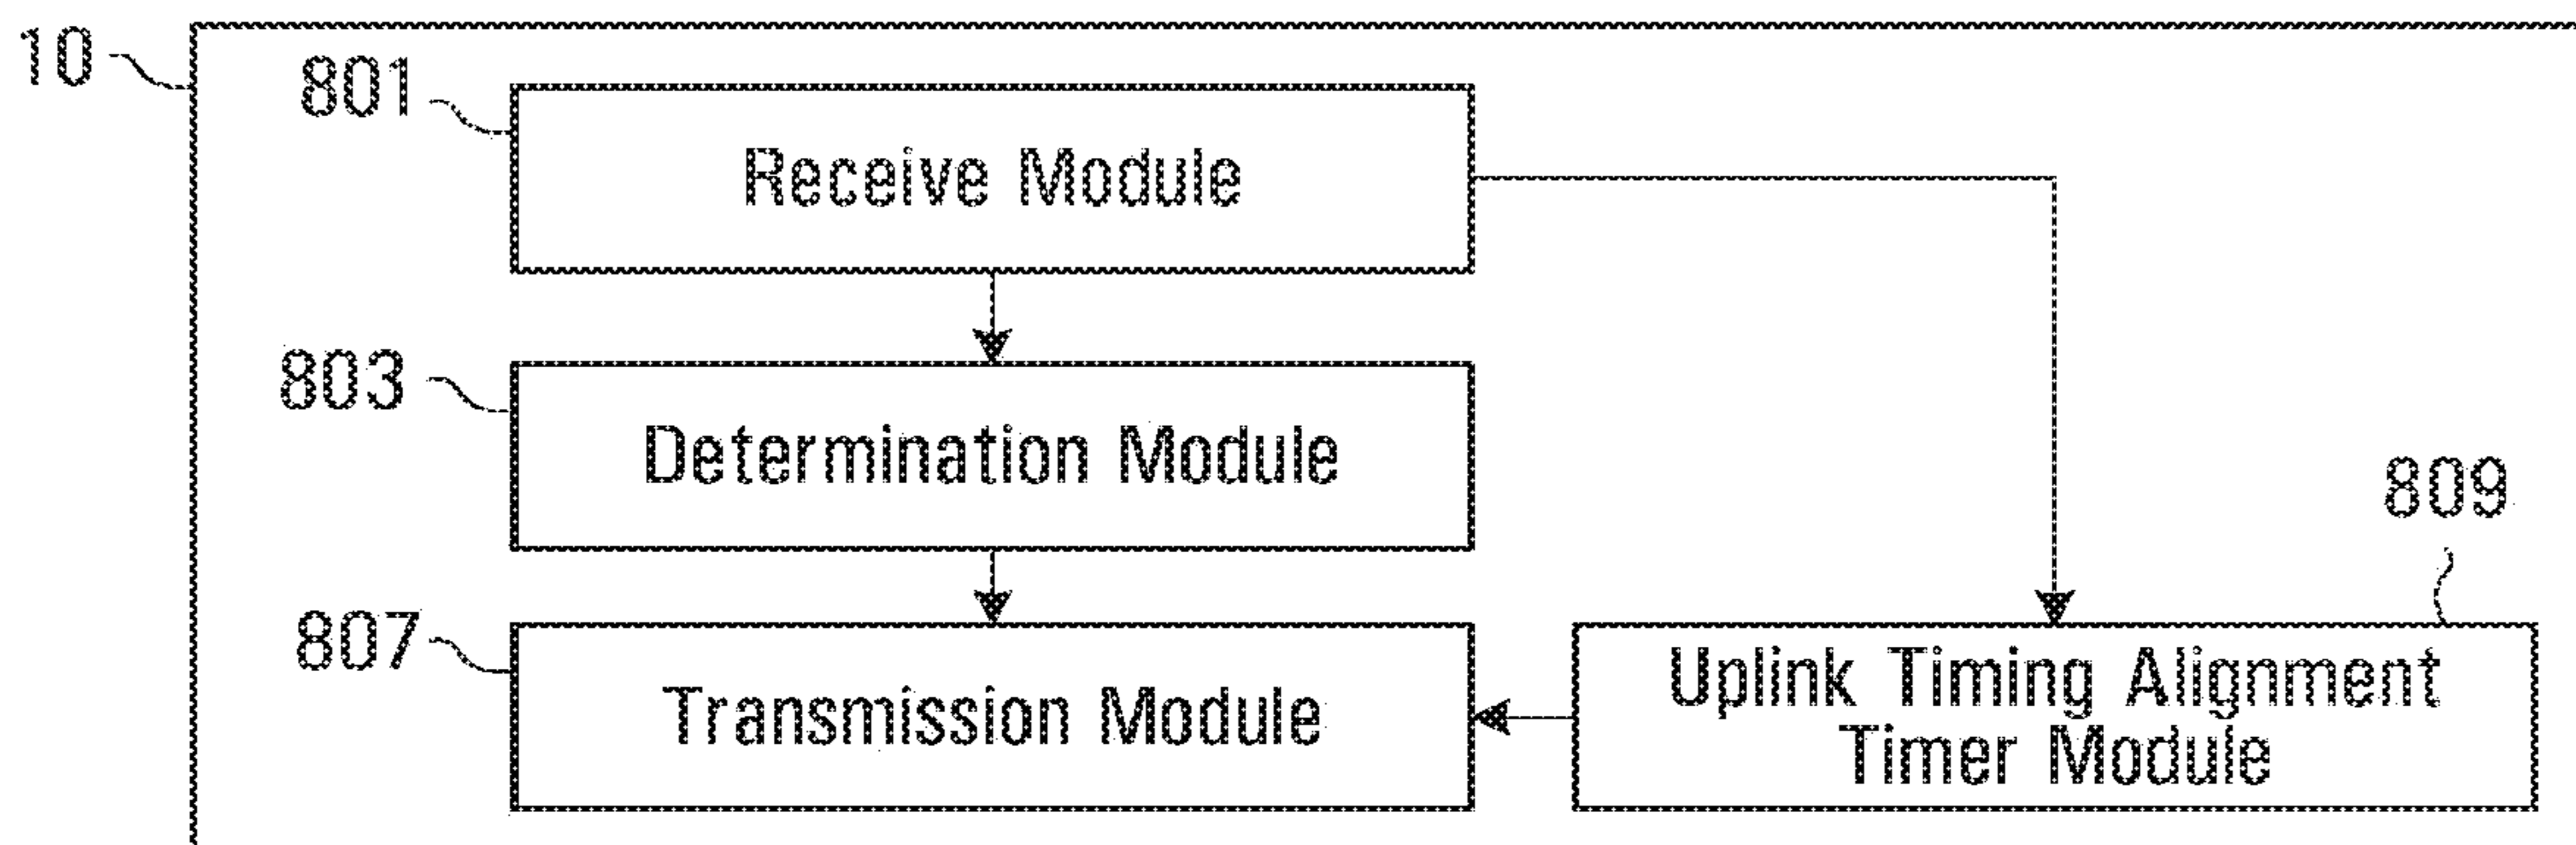 10
801
Receive Module
803
Determination Module
809
807
Transmission Module
Uplink Timing Alignment
Timer Module